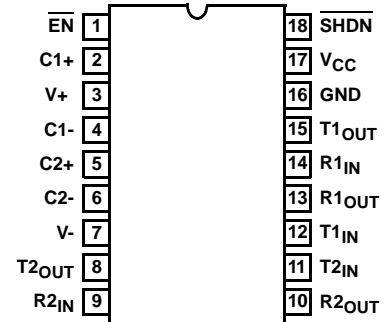 EN 1 18 SHDN
C1+ 2 17 VCC
V+ 3 16 GND
C1- 4 15 T1OUT
C2+ 5 14 R1IN
C2- 6 13 R1OUT
V- 7 12 T1IN
T2OUT 8 11 T2IN
R2IN 9 10 R2OUT